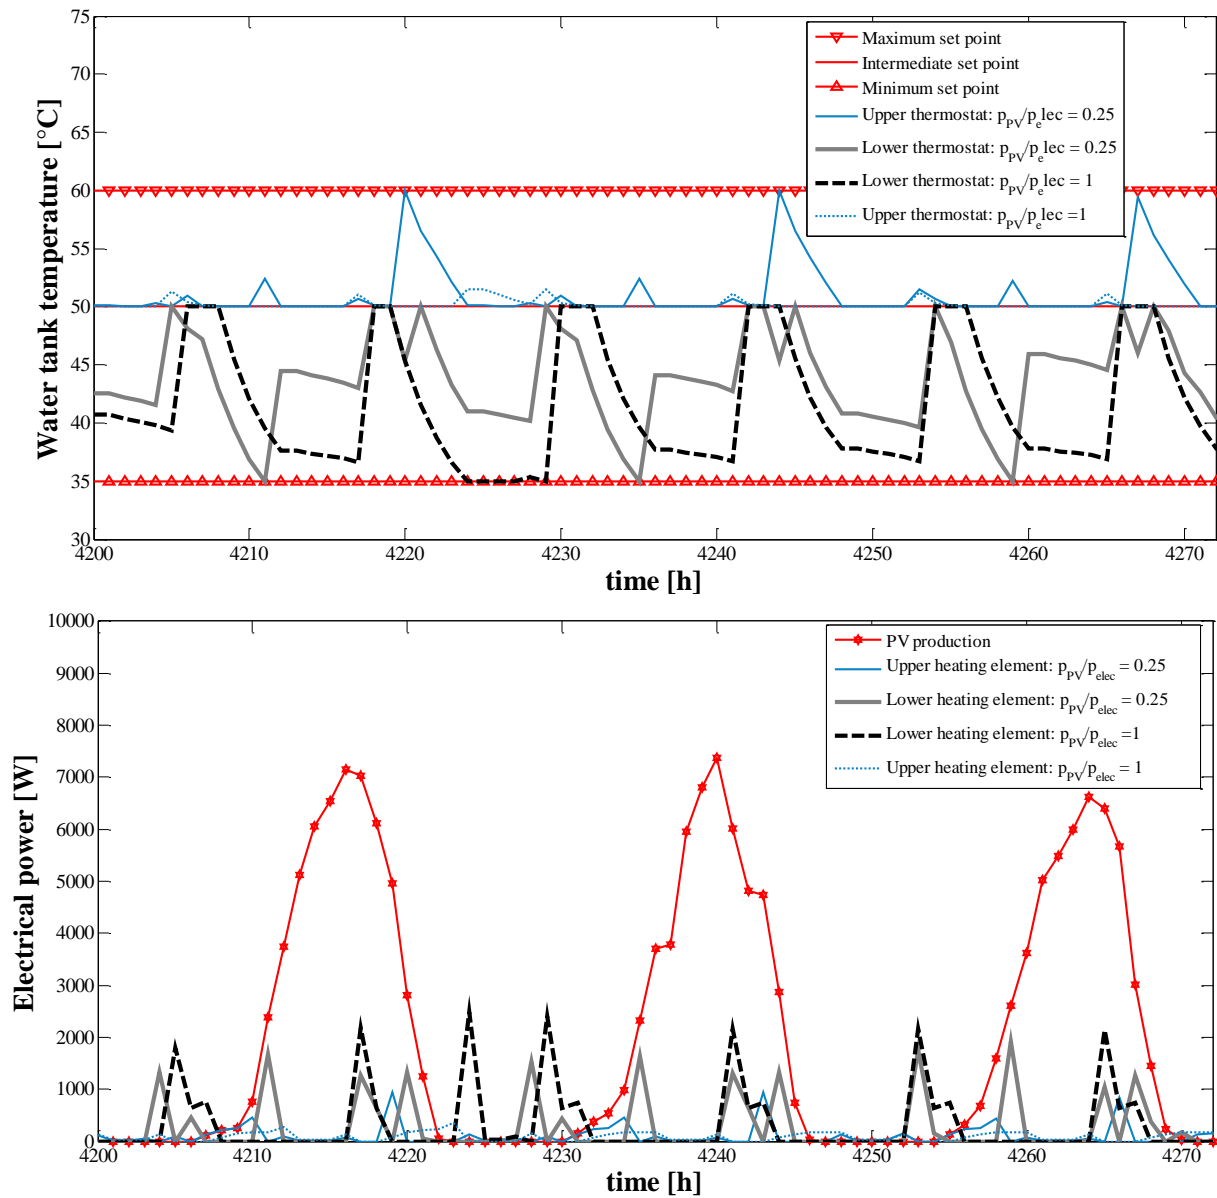 75
70
65
60
55
50
45
40
35
30
Water tank temperature [°C]
Maximum set point
Intermediate set point
Minimum set point
Upper thermostat: pPV/pelec = 0.25
Lower thermostat: pPV/pelec = 0.25
Lower thermostat: pPV/pelec = 1
Upper thermostat: pPV/pelec =1
4200 4210 4220 4230 4240 4250 4260 4270
time [h]
10000
9000
8000
7000
6000
5000
4000
3000
2000
1000
0
Electrical power [W]
PV production
Upper heating element: pPV/pelec = 0.25
Lower heating element: pPV/pelec = 0.25
Lower heating element: pPV/pelec =1
Upper heating element: pPV/pelec = 1
4200 4210 4220 4230 4240 4250 4260 4270
time [h]